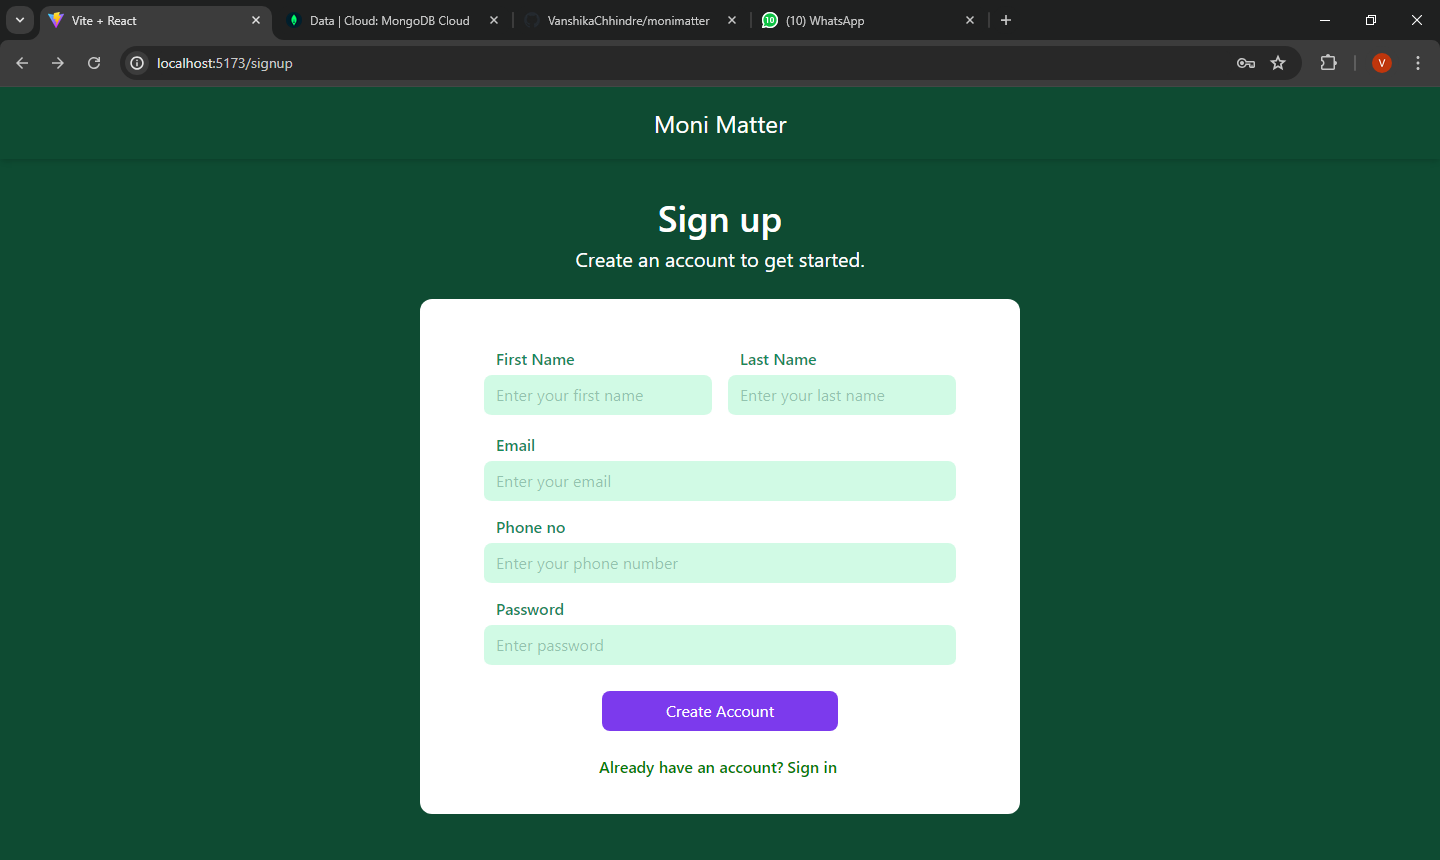 Vite + React
Data | Cloud: MongoDB Cloud
VanshikaChhindre/monimatter
10
(10) WhatsApp
localhost:5173/signup
V
Moni Matter
Sign up
Create an account to get started.
First Name Last Name
Enter your first name Enter your last name
Email
Enter your email
Phone no
Enter your phone number
Password
Enter password
Create Account
Already have an account? Sign in